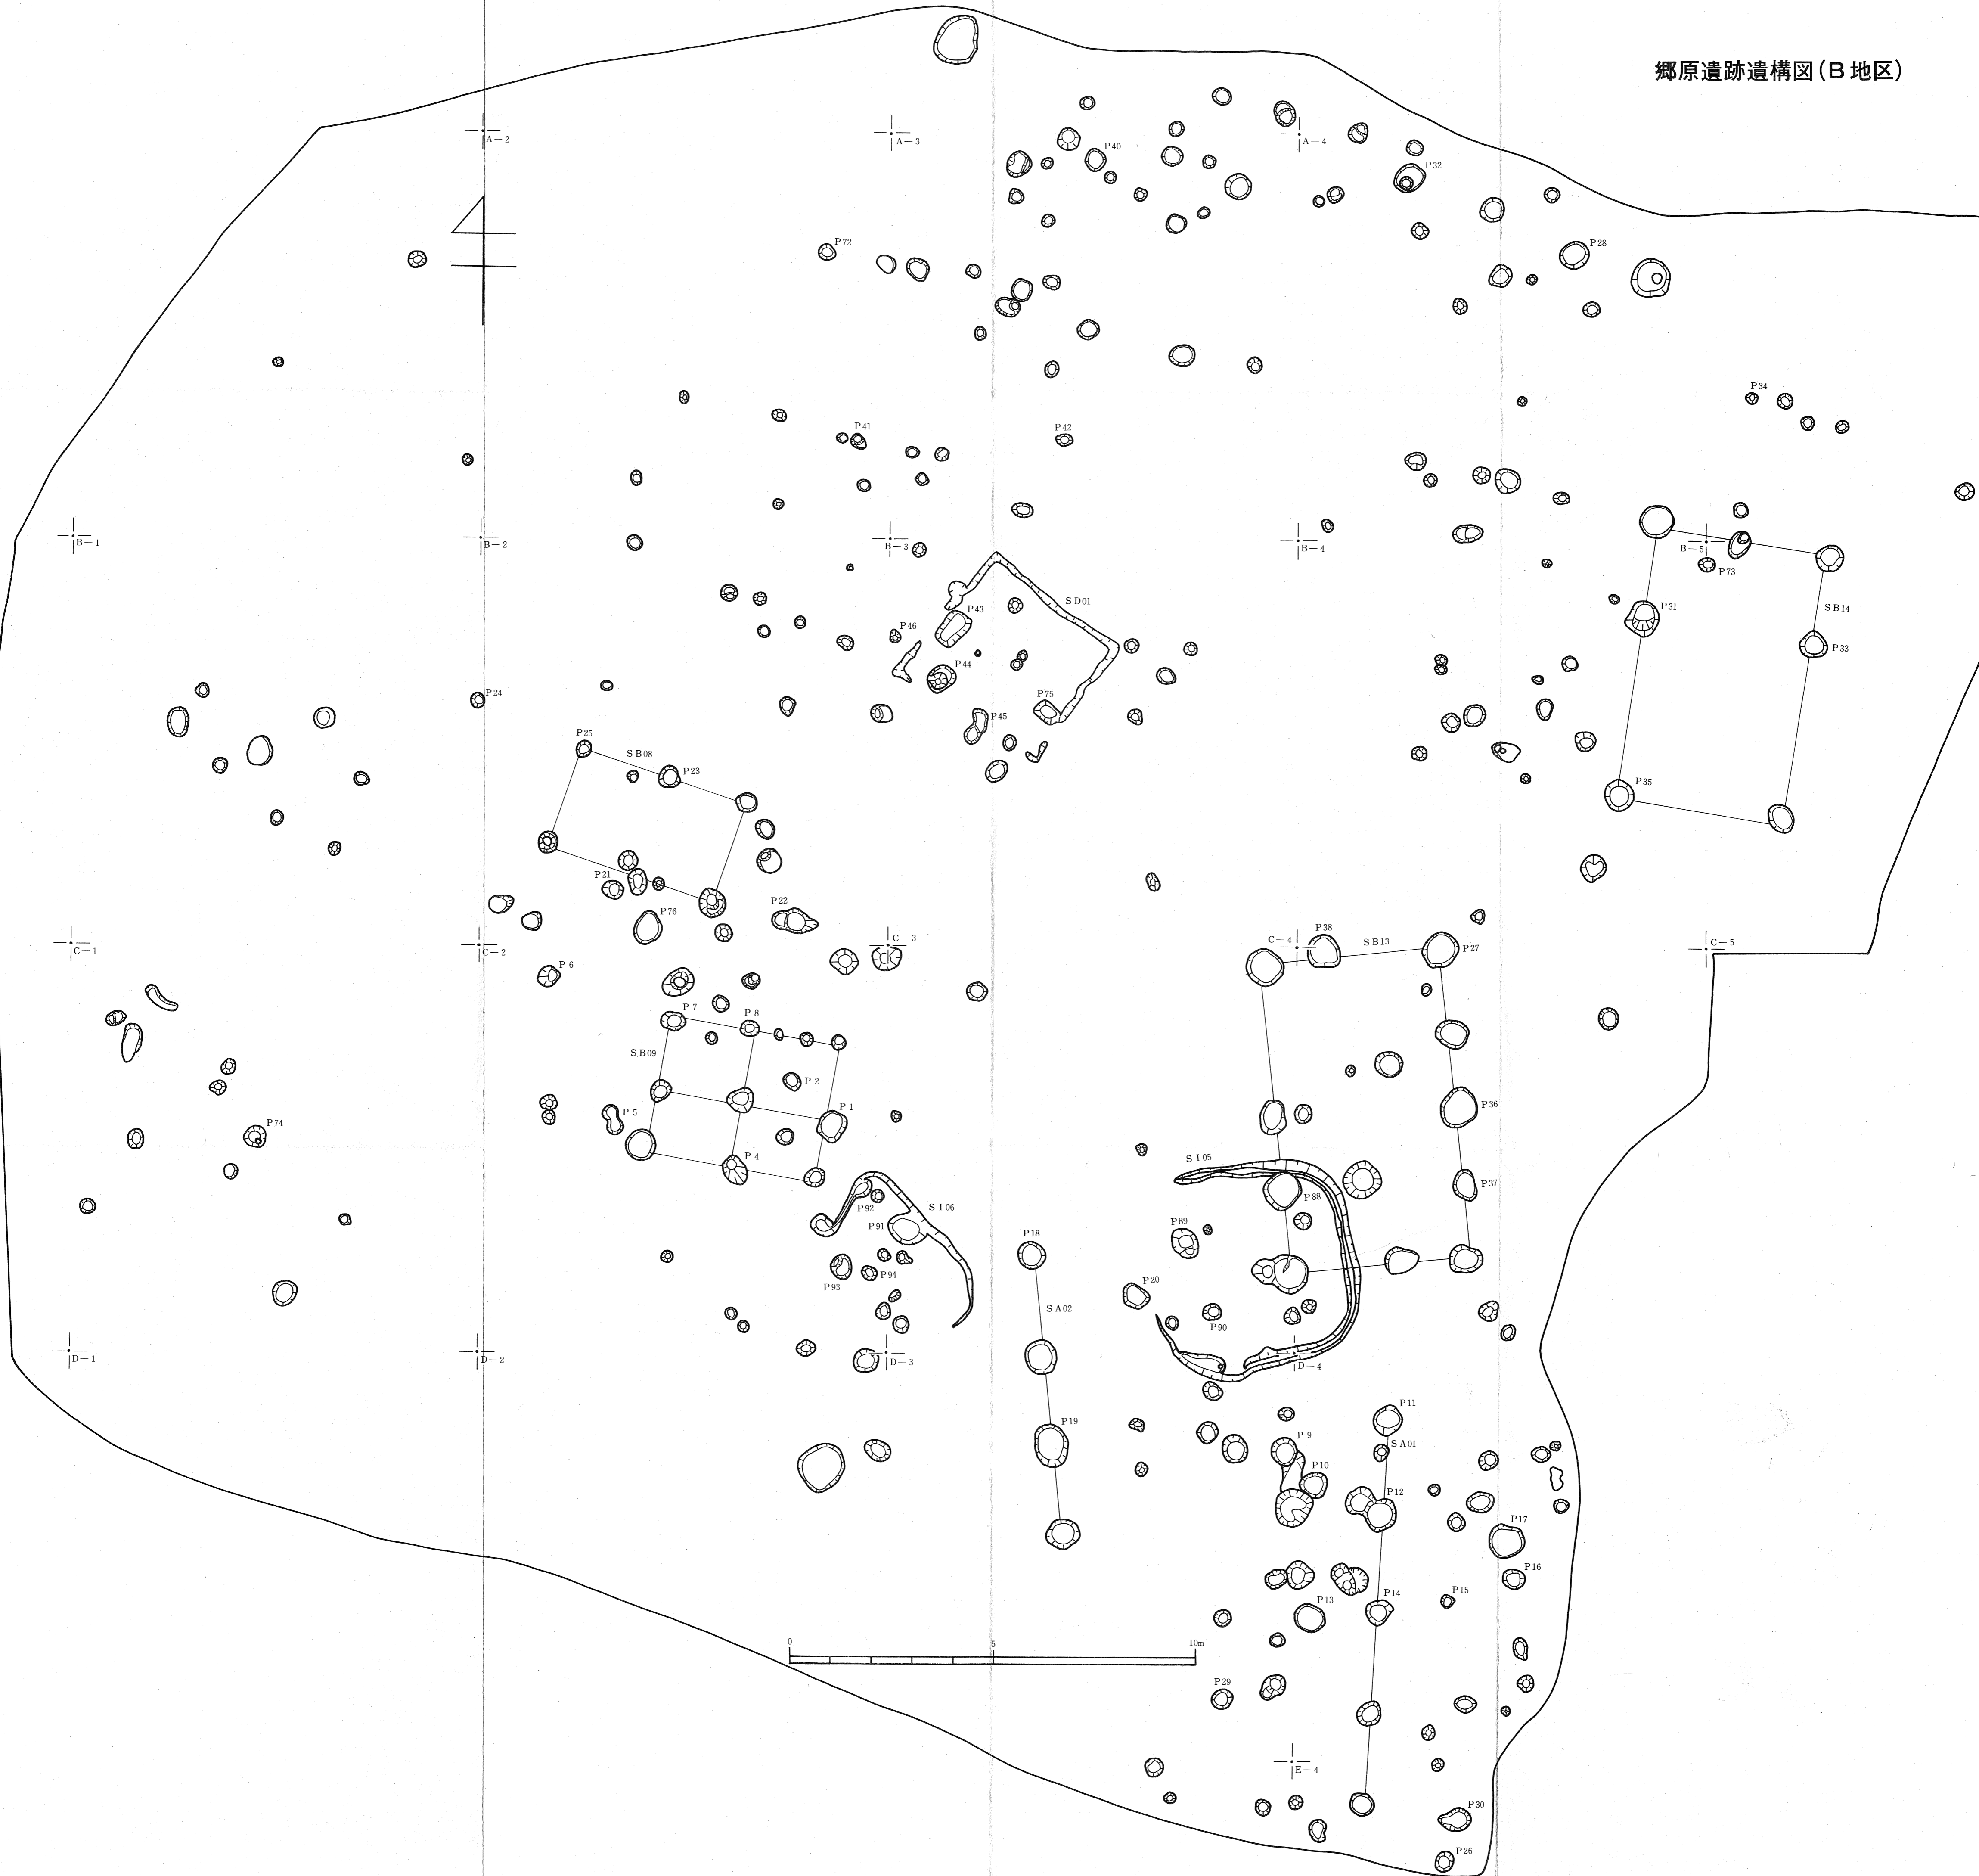 郷原遺跡遺構図(B地区)
A-2
A-3
P40
A-4
P32
P72
P28
P34
P41
P42
B-1
B-2
B-3
B-4
B-5
P73
SD01
P43
P46
P44
P31
SB14
P33
P24
P75
P45
P25
SB08
P23
P35
P21
P22
P76
C-1
C-2
C-3
C-4
P38
SB13
P27
C-5
P6
P7
P8
SB09
P2
P1
P5
P36
P74
P4
SI05
P88
P37
P92
SI06
P91
P89
P18
P93
P94
P20
SA02
P90
D-1
D-2
D-3
D-4
P11
P19
P9
SA01
P10
P12
P17
P16
P13
P14
P15
0 5 10m
P29
E-4
P30
P26